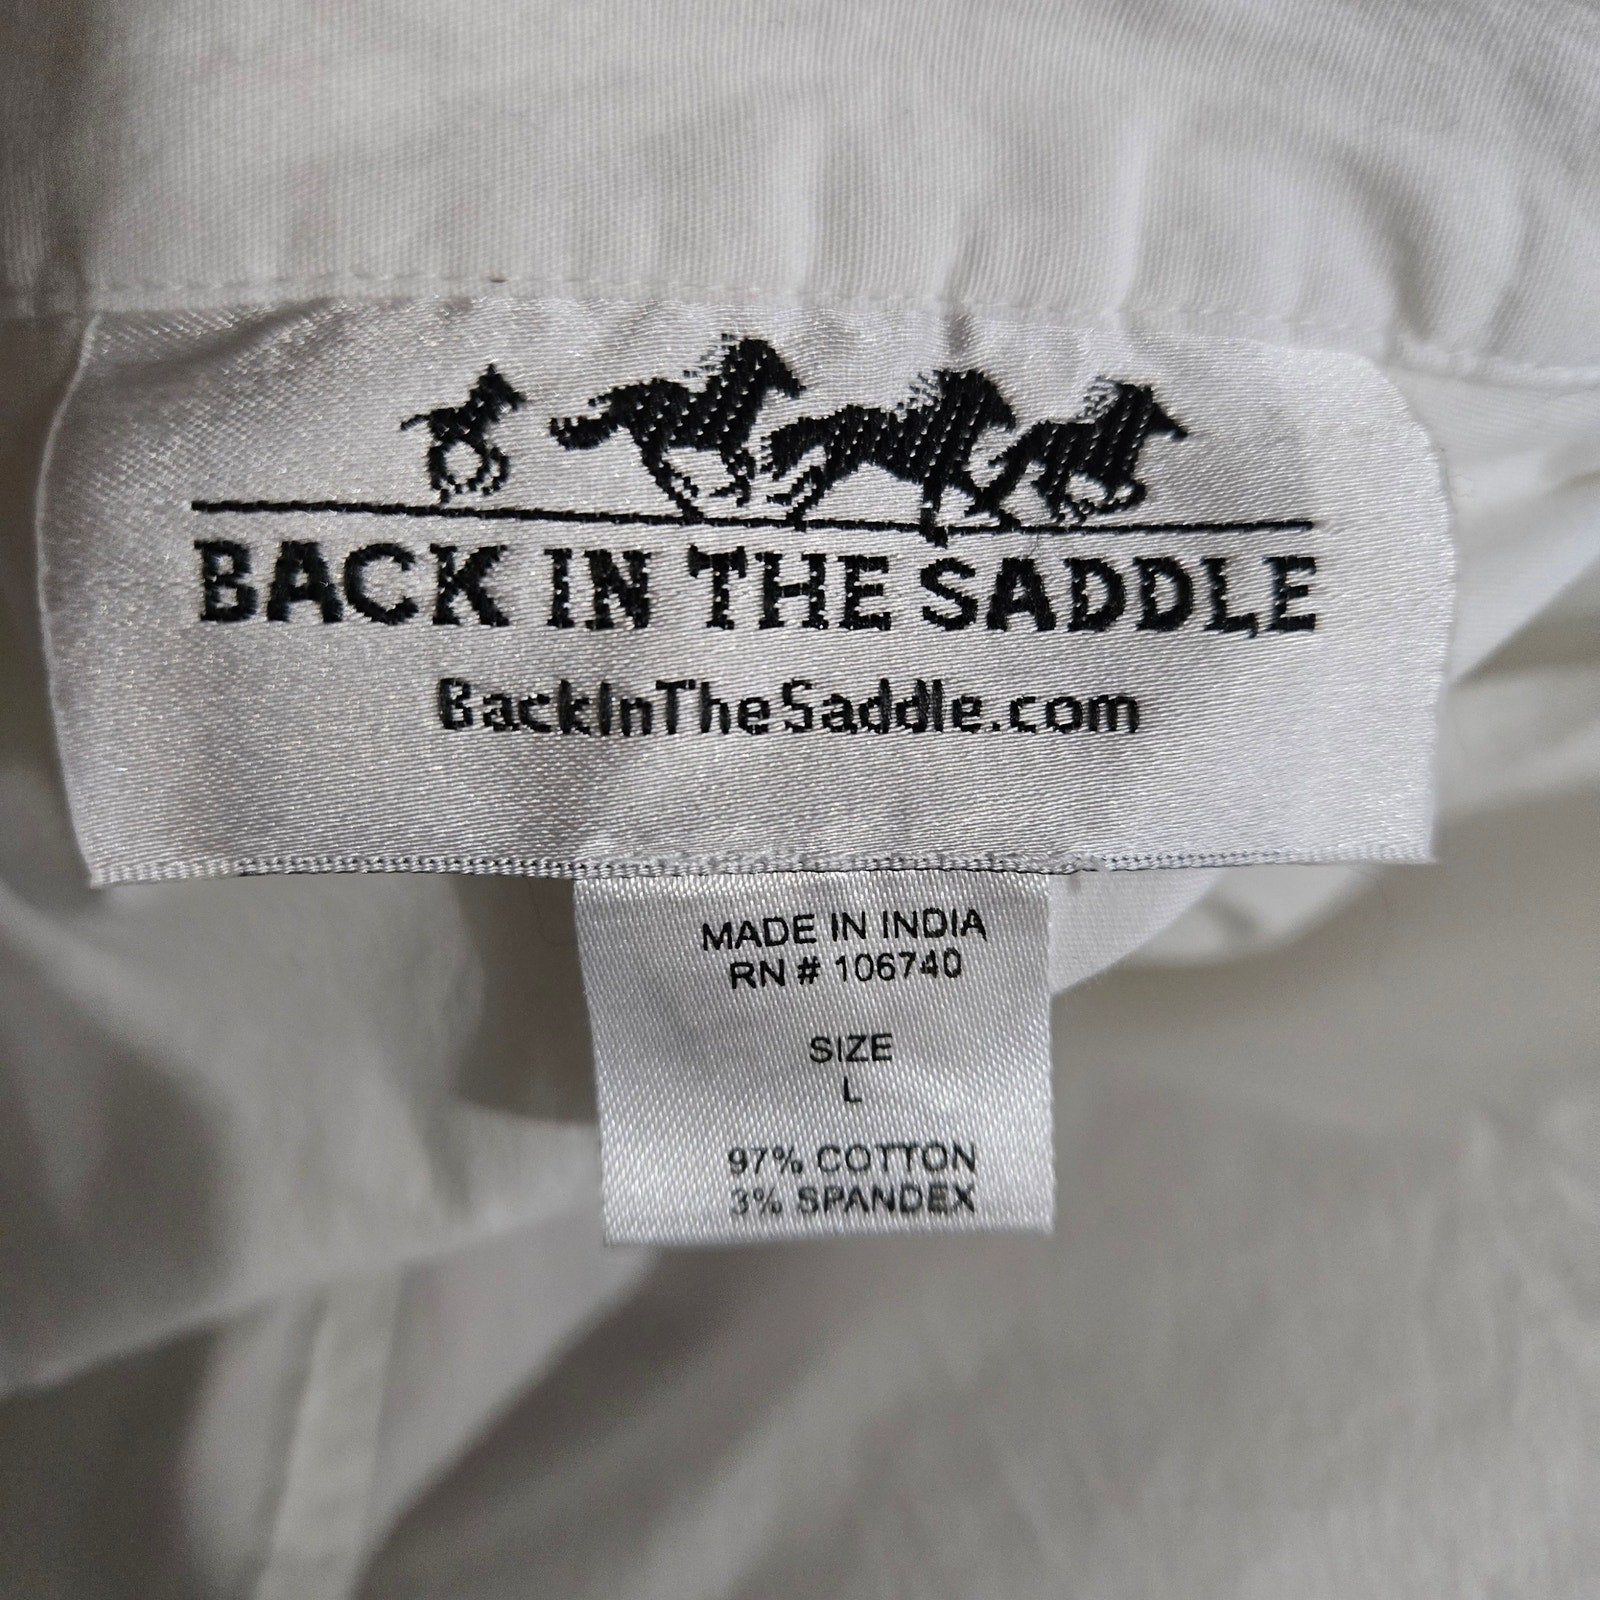 BACK IN THE SADDLE
BackInTheSaddle.com
MADE IN INDIA
RN # 106740
SIZE
L
97% COTTON
3% SPANDEX